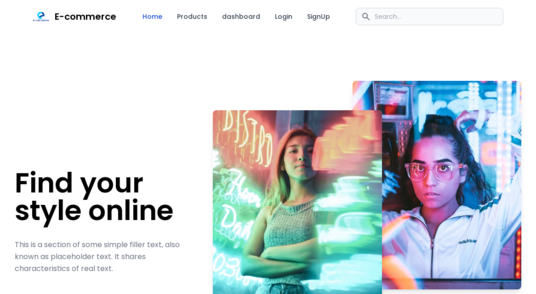 E-commerce
Home Products dashboard Login SignUp
Search...
Find your
style online
This is a section of some simple filler text, also
known as placeholder text. It shares
characteristics of real text.